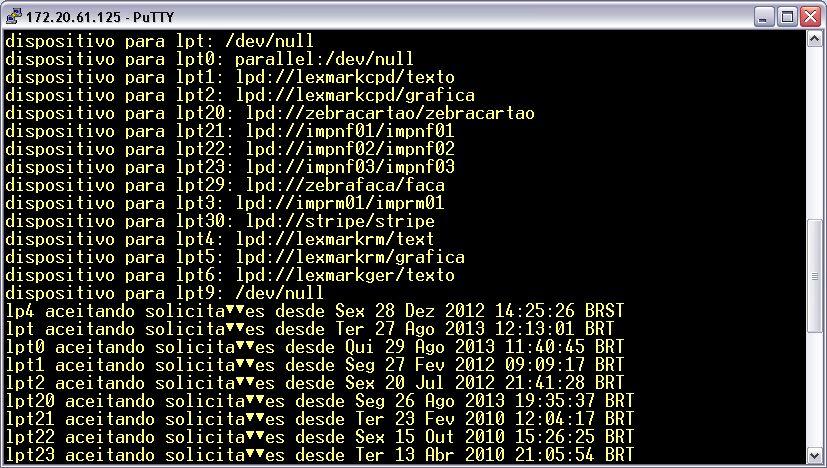 172.20.61.125 - PuTTY
dispositivo para lpt: /dev/null
dispositivo para lpt0: parallel:/dev/null
dispositivo para lpt1: lpd://lexmarkcpd/texto
dispositivo para lpt2: lpd://lexmarkcpd/grafica
dispositivo para lpt20: lpd://zebracartao/zebracartao
dispositivo para lpt21: lpd://impnf01/impnf01
dispositivo para lpt22: lpd://impnf02/impnf02
dispositivo para lpt23: lpd://impnf03/impnf03
dispositivo para lpt29: lpd://zebrafaca/faca
dispositivo para lpt3: lpd://imprm01/imprm01
dispositivo para lpt30: lpd://stripe/stripe
dispositivo para lpt4: lpd://lexmarkrm/text
dispositivo para lpt5: lpd://lexmarkrm/grafica
dispositivo para lpt6: lpd://lexmarkger/texto
dispositivo para lpt9: /dev/null
lp4 aceitando solicita▼▼es desde Sex 28 Dez 2012 14:25:26 BRST
lpt aceitando solicita▼▼es desde Ter 27 Ago 2013 12:13:01 BRT
lpt0 aceitando solicita▼▼es desde Qui 29 Ago 2013 11:40:45 BRT
lpt1 aceitando solicita▼▼es desde Seg 27 Fev 2012 09:09:17 BRT
lpt2 aceitando solicita▼▼es desde Sex 20 Jul 2012 21:41:28 BRT
lpt20 aceitando solicita▼▼es desde Seg 26 Ago 2013 19:35:37 BRT
lpt21 aceitando solicita▼▼es desde Ter 23 Fev 2010 12:04:17 BRT
lpt22 aceitando solicita▼▼es desde Sex 15 Out 2010 15:26:25 BRT
lpt23 aceitando solicita▼▼es desde Ter 13 Abr 2010 21:05:54 BRT